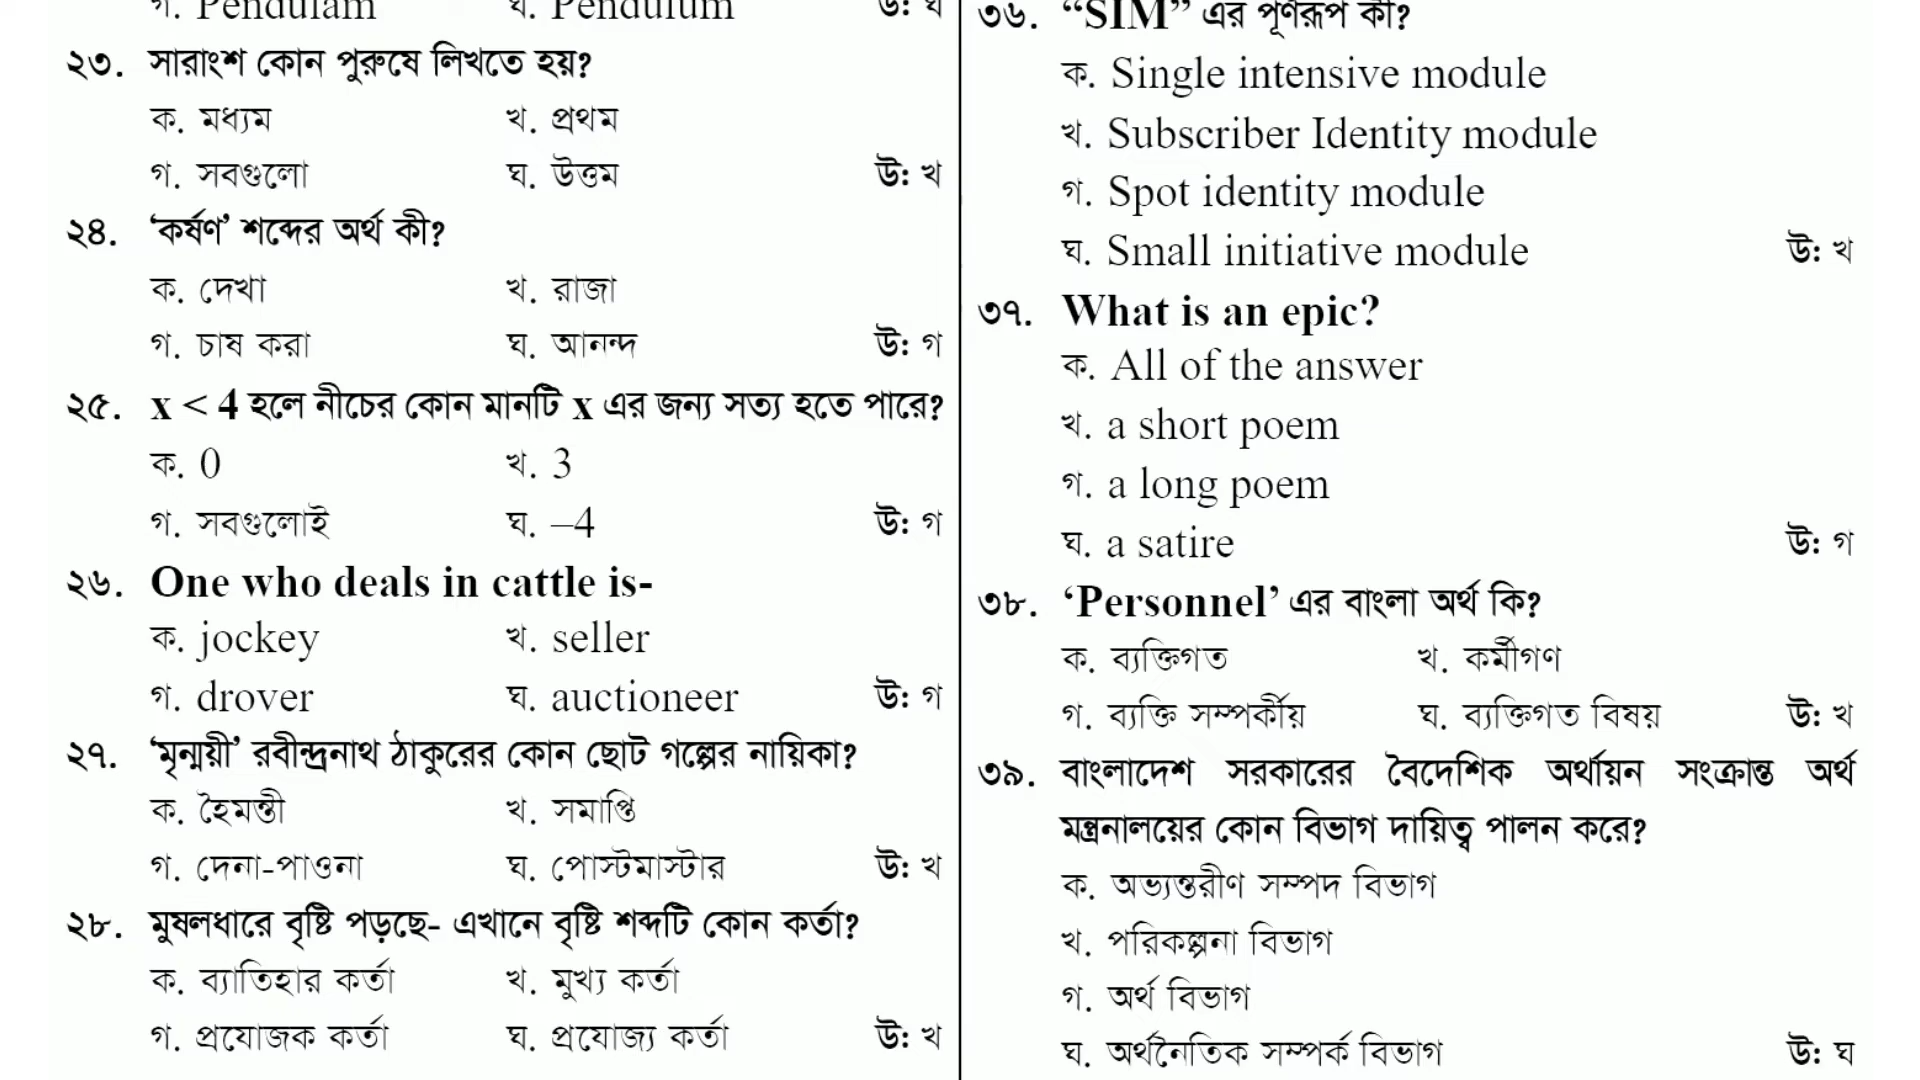 গ. Pendulam ঘ. Pendulum উ: ঘ
২৩. সারাংশ কোন পুরুষে লিখতে হয়?
ক. মধ্যম খ. প্রথম
গ. সবগুলো ঘ. উত্তম উ: খ
২৪. ‘কর্ষণ’ শব্দের অর্থ কী?
ক. দেখা খ. রাজা
গ. চাষ করা ঘ. আনন্দ উ: গ
২৫. x < 4 হলে নীচের কোন মানটি x এর জন্য সত্য হতে পারে?
ক. 0 খ. 3
গ. সবগুলোই ঘ. –4 উ: গ
২৬. One who deals in cattle is-
ক. jockey খ. seller
গ. drover ঘ. auctioneer উ: গ
২৭. ‘মৃন্ময়ী’ রবীন্দ্রনাথ ঠাকুরের কোন ছোট গল্পের নায়িকা?
ক. হৈমন্তী খ. সমাপ্তি
গ. দেনা-পাওনা ঘ. পোস্টমাস্টার উ: খ
২৮. মুষলধারে বৃষ্টি পড়ছে- এখানে বৃষ্টি শব্দটি কোন কর্তা?
ক. ব্যাতিহার কর্তা খ. মুখ্য কর্তা
গ. প্রযোজক কর্তা ঘ. প্রযোজ্য কর্তা উ: খ
৩৬. “SIM” এর পূর্ণরূপ কী?
ক. Single intensive module
খ. Subscriber Identity module
গ. Spot identity module
ঘ. Small initiative module উ: খ
৩৭. What is an epic?
ক. All of the answer
খ. a short poem
গ. a long poem
ঘ. a satire উ: গ
৩৮. ‘Personnel’ এর বাংলা অর্থ কি?
ক. ব্যক্তিগত খ. কর্মীগণ
গ. ব্যক্তি সম্পর্কীয় ঘ. ব্যক্তিগত বিষয় উ: খ
৩৯. বাংলাদেশ সরকারের বৈদেশিক অর্থায়ন সংক্রান্ত অর্থ
মন্ত্রনালয়ের কোন বিভাগ দায়িত্ব পালন করে?
ক. অভ্যন্তরীণ সম্পদ বিভাগ
খ. পরিকল্পনা বিভাগ
গ. অর্থ বিভাগ
ঘ. অর্থনৈতিক সম্পর্ক বিভাগ উ: ঘ